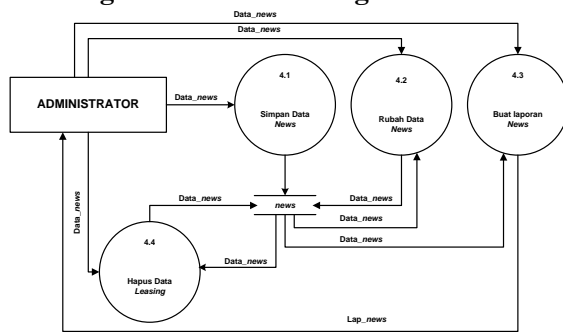 Data_news
Data_news
4.1
4.2
4.3
ADMINISTRATOR
Data_news
Simpan Data
News
Rubah Data
News
Buat laporan
News
Data_news
news
Data_news
Data_news
Data_news
Data_news
4.4
Data_news
Hapus Data
Leasing
Lap_news